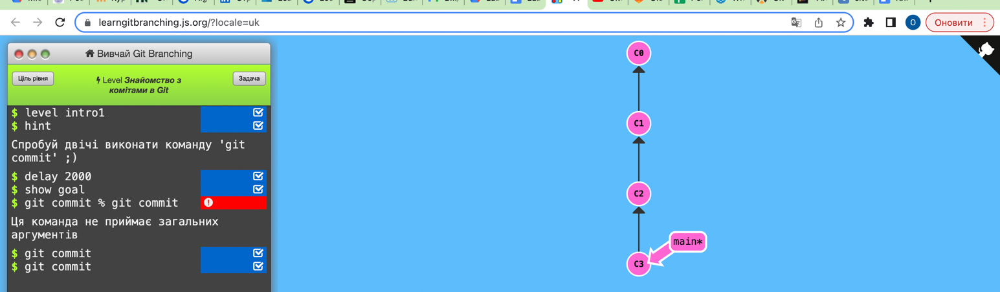 learngitbranching.js.org/?locale=uk
О
Оновити
Вивчай Git Branching
Ціль рівня
Level Знайомство з
комітами в Git
Задача
$ level intro1
$ hint
Спробуй двічі виконати команду 'git
commit' ;)
$ delay 2000
$ show goal
$ git commit % git commit
Ця команда не приймає загальних
аргументів
$ git commit
$ git commit
C0
C1
C2
main*
C3